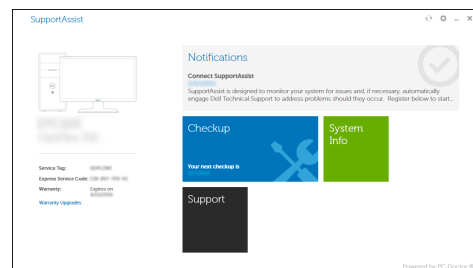 SupportAssist
Notifications
Connect SupportAssist
SupportAssist is designed to monitor your system for issues and, if necessary, automatically
engage Dell Technical Support to address problems should they occur. Register below to start...
Checkup
Your next checkup is
System
Info
Support
Service Tag:
Express Service Code:
Warranty: Expires on
Warranty Upgrades
Powered by PC-Doctor ®